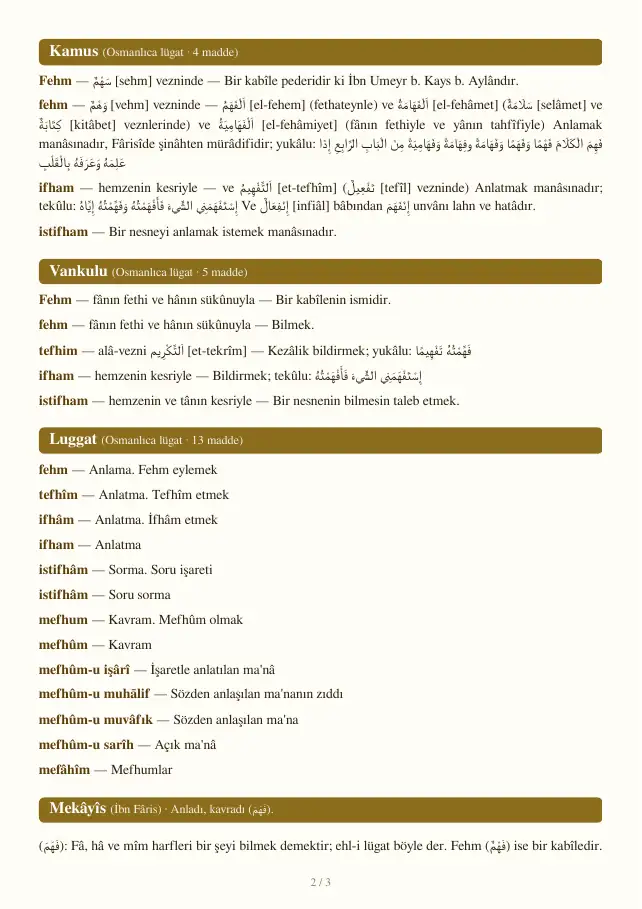 Kamus (Osmanlıca lügat · 4 madde)
Fehm — سَهْمٌ [sehm] vezninde — Bir kabîle pederidir ki İbn Umeyr b. Kays b. Aylândır.
fehm — وَهْمٌ [vehm] vezninde — اَلْفَهَمُ [el-fehem] (fethateynle) ve اَلْفَهَامَةُ [el-fehâmet] (سَلاَمَةٌ [selâmet] ve
كِتَابَةٌ [kitâbet] veznlerinde) ve اَلْفَهَامِيَةُ [el-fehâmiyet] (fânın fethiyle ve yânın tahfîfiyle) Anlamak
manâsınadır, Fârisîde şinâhten mürâdifidir; yukâlu: فَهِمَ الْكَلاَمَ فَهْمًا وَفَهَمًا وَفَهَامَةً وفِهَامَةً وَفَهَامِيَةً مِنَ الْبَابِ الرَّابِعِ إِذَا
عَلِمَهُ وَعَرَفَهُ بِالْقَلْبِ
ifham — hemzenin kesriyle — ve اَلتَّفْهِيمُ [et-tefhîm] (تَفْعِيلٌ [tefîl] vezninde) Anlatmak manâsınadır;
tekûlu: إِسْتَفْهَمَنِي الشَّيْءَ فَأَفْهَمْتُهُ وَفَهَّمْتُهُ إِيَّاهُ Ve إِنْفِعَالٌ [infiâl] bâbından إِنْفَهَمَ unvânı lahn ve hatâdır.
istifham — Bir nesneyi anlamak istemek manâsınadır.
Vankulu (Osmanlıca lügat · 5 madde)
Fehm — fânın fethi ve hânın sükûnuyla — Bir kabîlenin ismidir.
fehm — fânın fethi ve hânın sükûnuyla — Bilmek.
tefhim — alâ-vezni اَلتَّكْرِيم [et-tekrîm] — Kezâlik bildirmek; yukâlu: فَهَّمْتُهُ تَفْهِيمًا
ifham — hemzenin kesriyle — Bildirmek; tekûlu: إِسْتَفْهَمَنِي الشَّيْءَ فَأَفْهَمْتُهُ
istifham — hemzenin ve tânın kesriyle — Bir nesnenin bilmesin taleb etmek.
Luggat (Osmanlıca lügat · 13 madde)
fehm — Anlama. Fehm eylemek
tefhîm — Anlatma. Tefhîm etmek
ifhâm — Anlatma. İfhâm etmek
ifham — Anlatma
istifhâm — Sorma. Soru işareti
istifhâm — Soru sorma
mefhum — Kavram. Mefhûm olmak
mefhûm — Kavram
mefhûm-u işârî — İşaretle anlatılan ma'nâ
mefhûm-u muhâlif — Sözden anlaşılan ma'nanın zıddı
mefhûm-u muvâfık — Sözden anlaşılan ma'na
mefhûm-u sarîh — Açık ma'nâ
mefâhîm — Mefhumlar
Mekâyîs (İbn Fâris) · Anladı, kavradı (فَهَمَ).
(فَهَمَ): Fâ, hâ ve mîm harfleri bir şeyi bilmek demektir; ehl-i lügat böyle der. Fehm (فَهْمٌ) ise bir kabîledir.
2 / 3